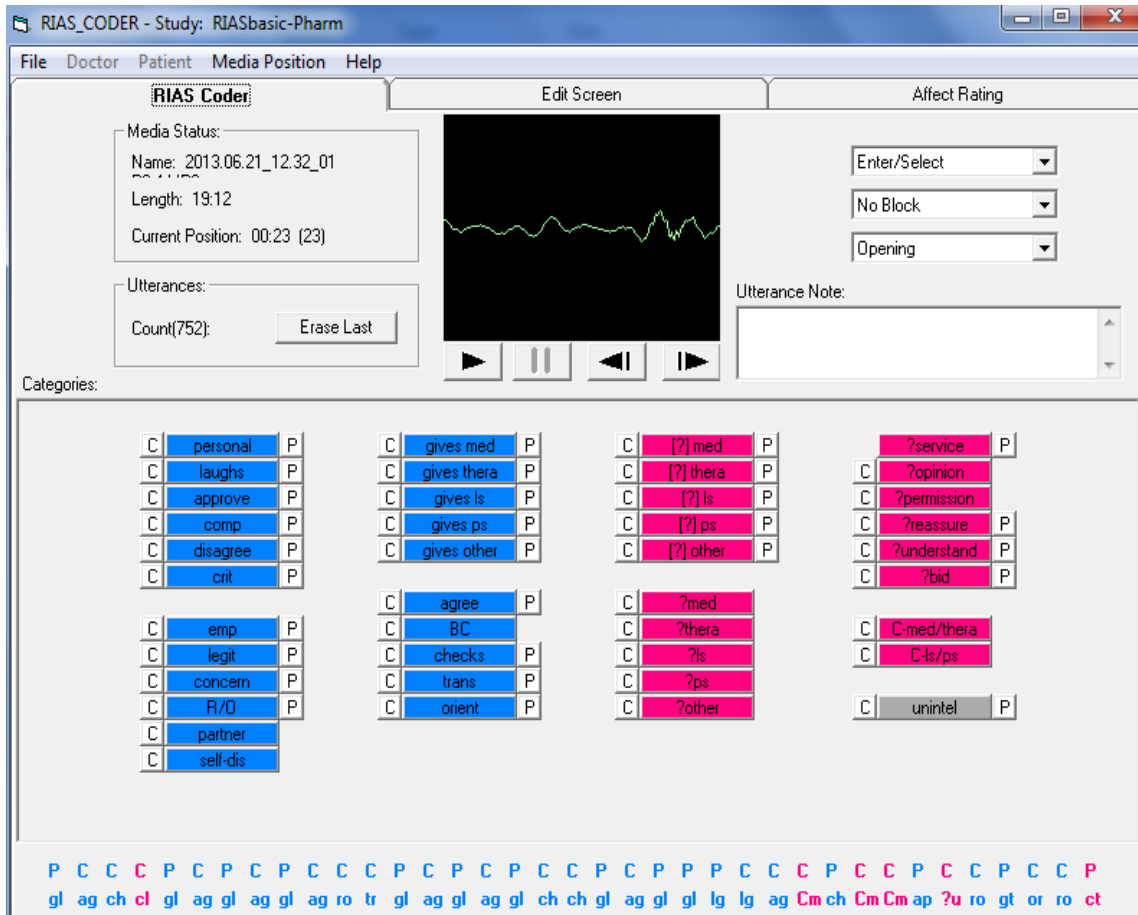 RIAS_CODER - Study: RIASbasic-Pharm
File Doctor Patient Media Position Help
RIAS Coder Edit Screen Affect Rating
Media Status:
Name: 2013.06.21_12.32_01
Length: 19:12
Current Position: 00:23 (23)
Enter/Select
No Block
Opening
Utterances:
Count(752): Erase Last
Utterance Note:
Categories:
C personal P C gives med P C [?] med P ?service P
C laughs P C gives thera P C [?] thera P C ?opinion
C approve P C gives ls P C [?] ls P C ?permission
C comp P C gives ps P C [?] ps P C ?reassure P
C disagree P C gives other P C [?] other P C ?understand P
C crit P C ?bid P
C agree P C ?med
C emp P C BC C ?thera C C-med/thera
C legit P C checks P C ?ls C C-ls/ps
C concern P C trans P C ?ps
C R/O P C orient P C ?other C unintel P
C partner
C self-dis
P C C C P C P C P C C C P C P C P C C P C P P P C C C P C C P C C P C C P
gl ag ch cl gl ag gl ag gl ag ro tr gl ag gl ag gl ch ch gl ag gl gl lg lg ag Cm ch Cm Cm ap ?u ro gt or ro ct